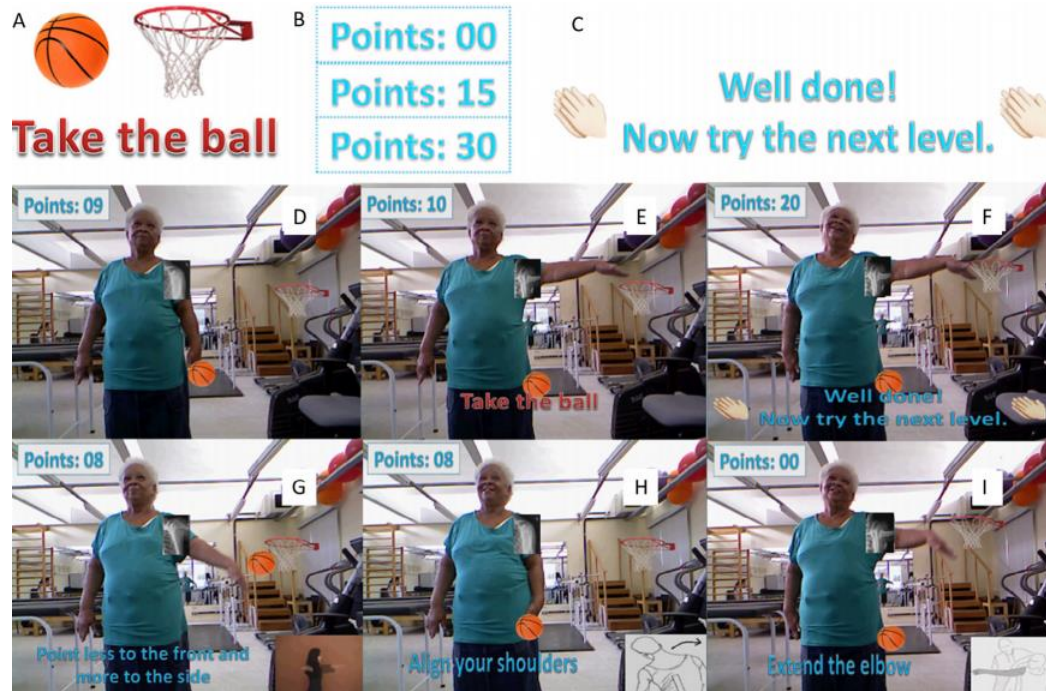 A
B
C
Take the ball
Points: 00
Points: 15
Points: 30
Well done!
Now try the next level.
Points: 09
D
Points: 10
E
Take the ball
Points: 20
F
Well done!
Now try the next level.
Points: 08
G
Point less to the front and
more to the side
Points: 08
H
Align your shoulders
Points: 00
I
Extend the elbow